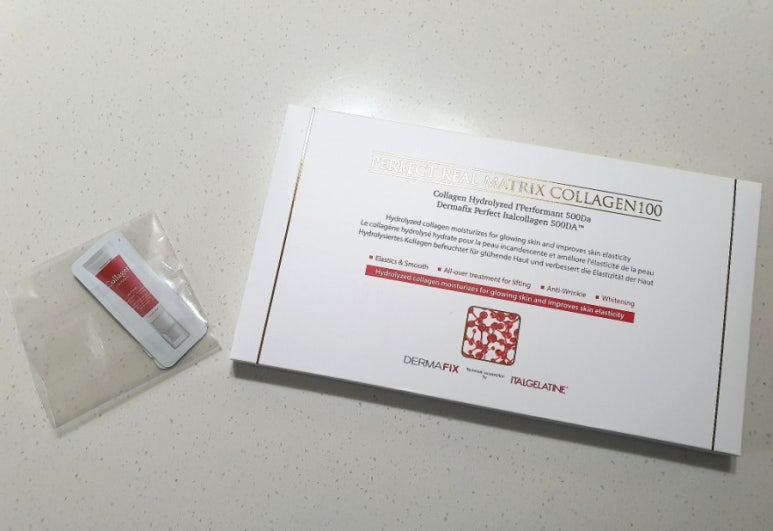 Collagen
PERFECT REAL MATRIX COLLAGEN100
Collagen Hydrolyzed l'Performant 500Da
Dermafix Perfect Italcollagen 500DA™
Hydrolyzed collagen moisturizes for glowing skin and improves skin elasticity
Le collagène hydrolysé hydrate pour la peau incandescente et améliore l'élasticité de la peau
Hydrolysiertes Kollagen befeuchtet für glühende Haut und verbessert die Elastizität der Haut
■ Elastics & Smooth ■ All-over treatment for lifting ■ Anti-Wrinkle ■ Whitening
Hydrolyzed collagen moisturizes for glowing skin and improves skin elasticity
DERMAFIX by ITALGELATINE